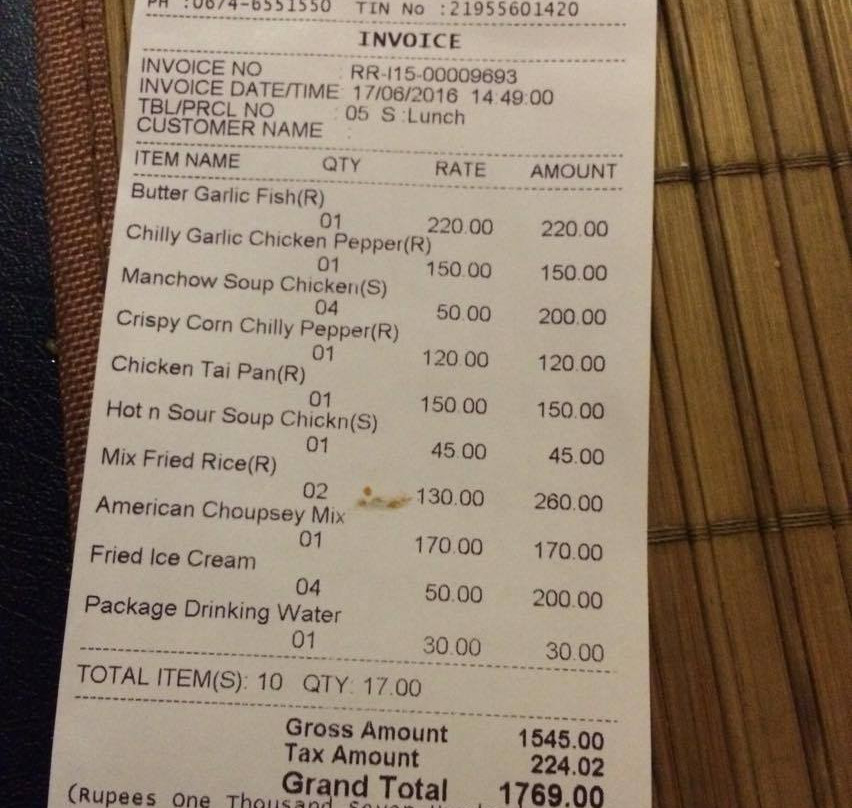 PH :0674-6551550 TIN No :21955601420
INVOICE
INVOICE NO : RR-I15-00009693
INVOICE DATE/TIME: 17/06/2016 14:49:00
TBL/PRCL NO : 05 S :Lunch
CUSTOMER NAME :
ITEM NAME QTY RATE AMOUNT
Butter Garlic Fish(R)
01 220.00 220.00
Chilly Garlic Chicken Pepper(R)
01 150.00 150.00
Manchow Soup Chicken(S)
04 50.00 200.00
Crispy Corn Chilly Pepper(R)
01 120.00 120.00
Chicken Tai Pan(R)
01 150.00 150.00
Hot n Sour Soup Chickn(S)
01 45.00 45.00
Mix Fried Rice(R)
02 130.00 260.00
American Choupsey Mix
01 170.00 170.00
Fried Ice Cream
04 50.00 200.00
Package Drinking Water
01 30.00 30.00
TOTAL ITEM(S): 10 QTY: 17.00
Gross Amount 1545.00
Tax Amount 224.02
Grand Total 1769.00
(Rupees One Thousand Seven